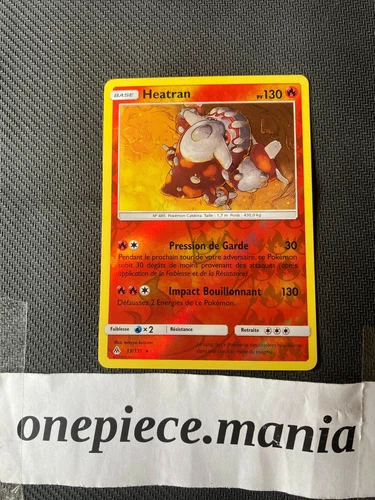 BASE Heatran PV130
N° 485 Pokémon Caldéra Taille : 1,7 m Poids : 430,0 kg
Pression de Garde 30
Pendant le prochain tour de votre adversaire, ce Pokémon
subit 30 dégâts de moins provenant des attaques (après
application de la Faiblesse et de la Résistance).
Impact Bouillonnant 130
Défaussez 2 Énergies de ce Pokémon.
Faiblesse ×2 Résistance Retraite
onepiece.mania